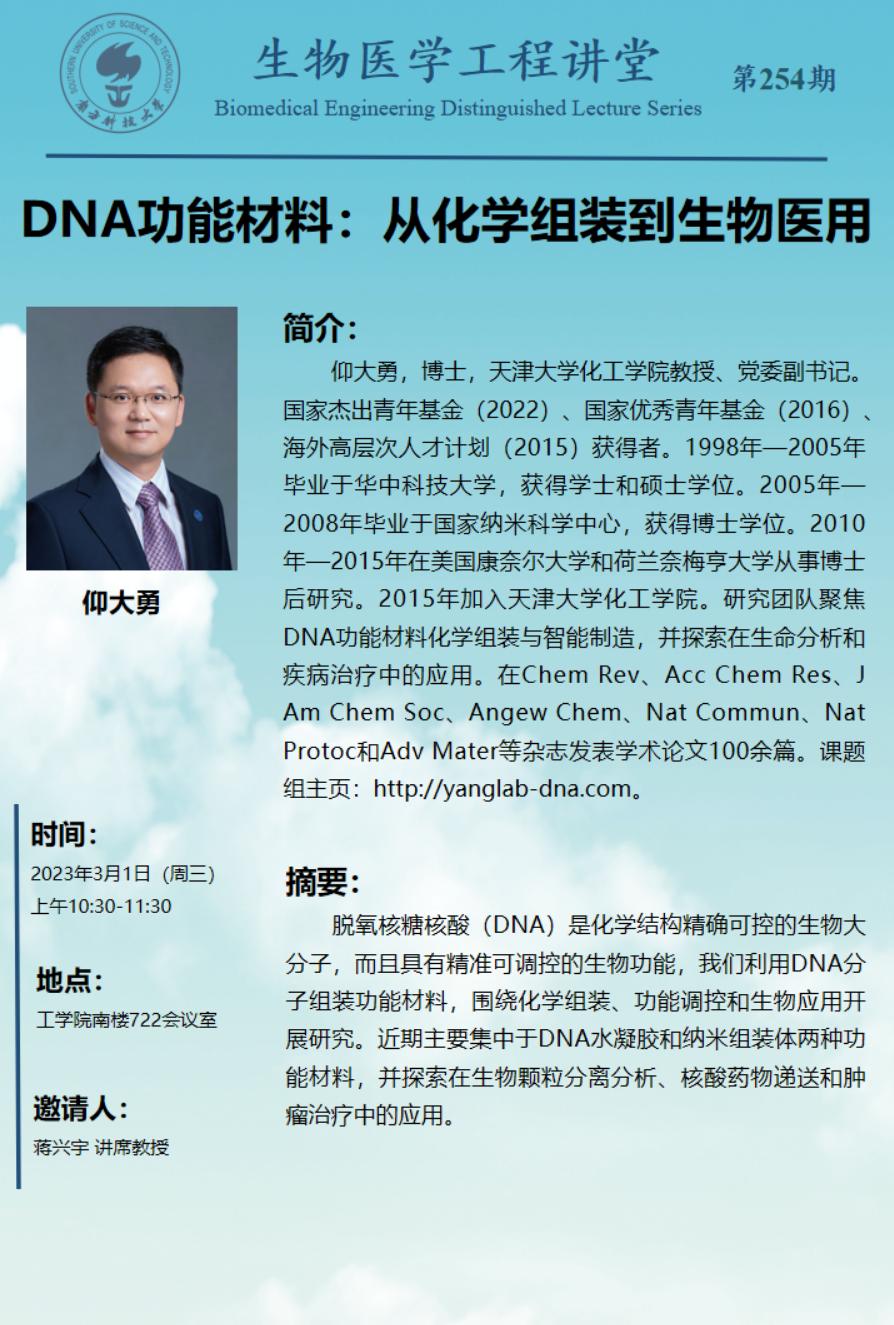 SOUTHERN UNIVERSITY OF SCIENCE AND TECHNOLOGY
南方科技大学
生物医学工程讲堂
Biomedical Engineering Distinguished Lecture Series
第254期
DNA功能材料：从化学组装到生物医用
仰大勇
简介：
仰大勇，博士，天津大学化工学院教授、党委副书记。
国家杰出青年基金（2022）、国家优秀青年基金（2016）、
海外高层次人才计划（2015）获得者。1998年—2005年
毕业于华中科技大学，获得学士和硕士学位。2005年—
2008年毕业于国家纳米科学中心，获得博士学位。2010
年—2015年在美国康奈尔大学和荷兰奈梅亨大学从事博士
后研究。2015年加入天津大学化工学院。研究团队聚焦
DNA功能材料化学组装与智能制造，并探索在生命分析和
疾病治疗中的应用。在Chem Rev、Acc Chem Res、J
Am Chem Soc、Angew Chem、Nat Commun、Nat
Protoc和Adv Mater等杂志发表学术论文100余篇。课题
组主页：http://yanglab-dna.com。
时间：
2023年3月1日（周三）
上午10:30-11:30
地点：
工学院南楼722会议室
邀请人：
蒋兴宇 讲席教授
摘要：
脱氧核糖核酸（DNA）是化学结构精确可控的生物大
分子，而且具有精准可调控的生物功能，我们利用DNA分
子组装功能材料，围绕化学组装、功能调控和生物应用开
展研究。近期主要集中于DNA水凝胶和纳米组装体两种功
能材料，并探索在生物颗粒分离分析、核酸药物递送和肿
瘤治疗中的应用。